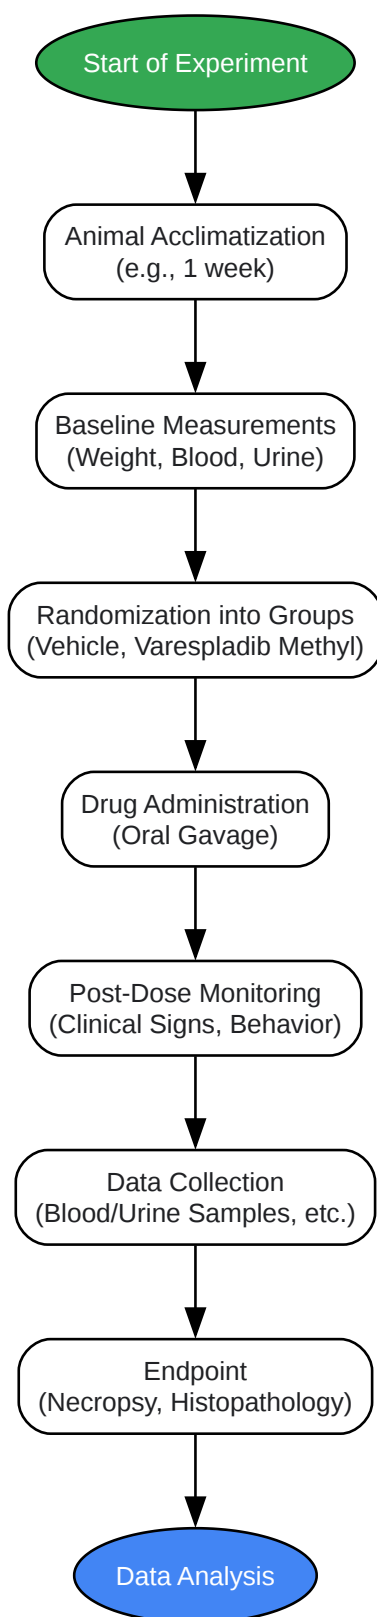 Start of Experiment
Animal Acclimatization
(e.g., 1 week)
Baseline Measurements
(Weight, Blood, Urine)
Randomization into Groups
(Vehicle, Varespladib Methyl)
Drug Administration
(Oral Gavage)
Post-Dose Monitoring
(Clinical Signs, Behavior)
Data Collection
(Blood/Urine Samples, etc.)
Endpoint
(Necropsy, Histopathology)
Data Analysis